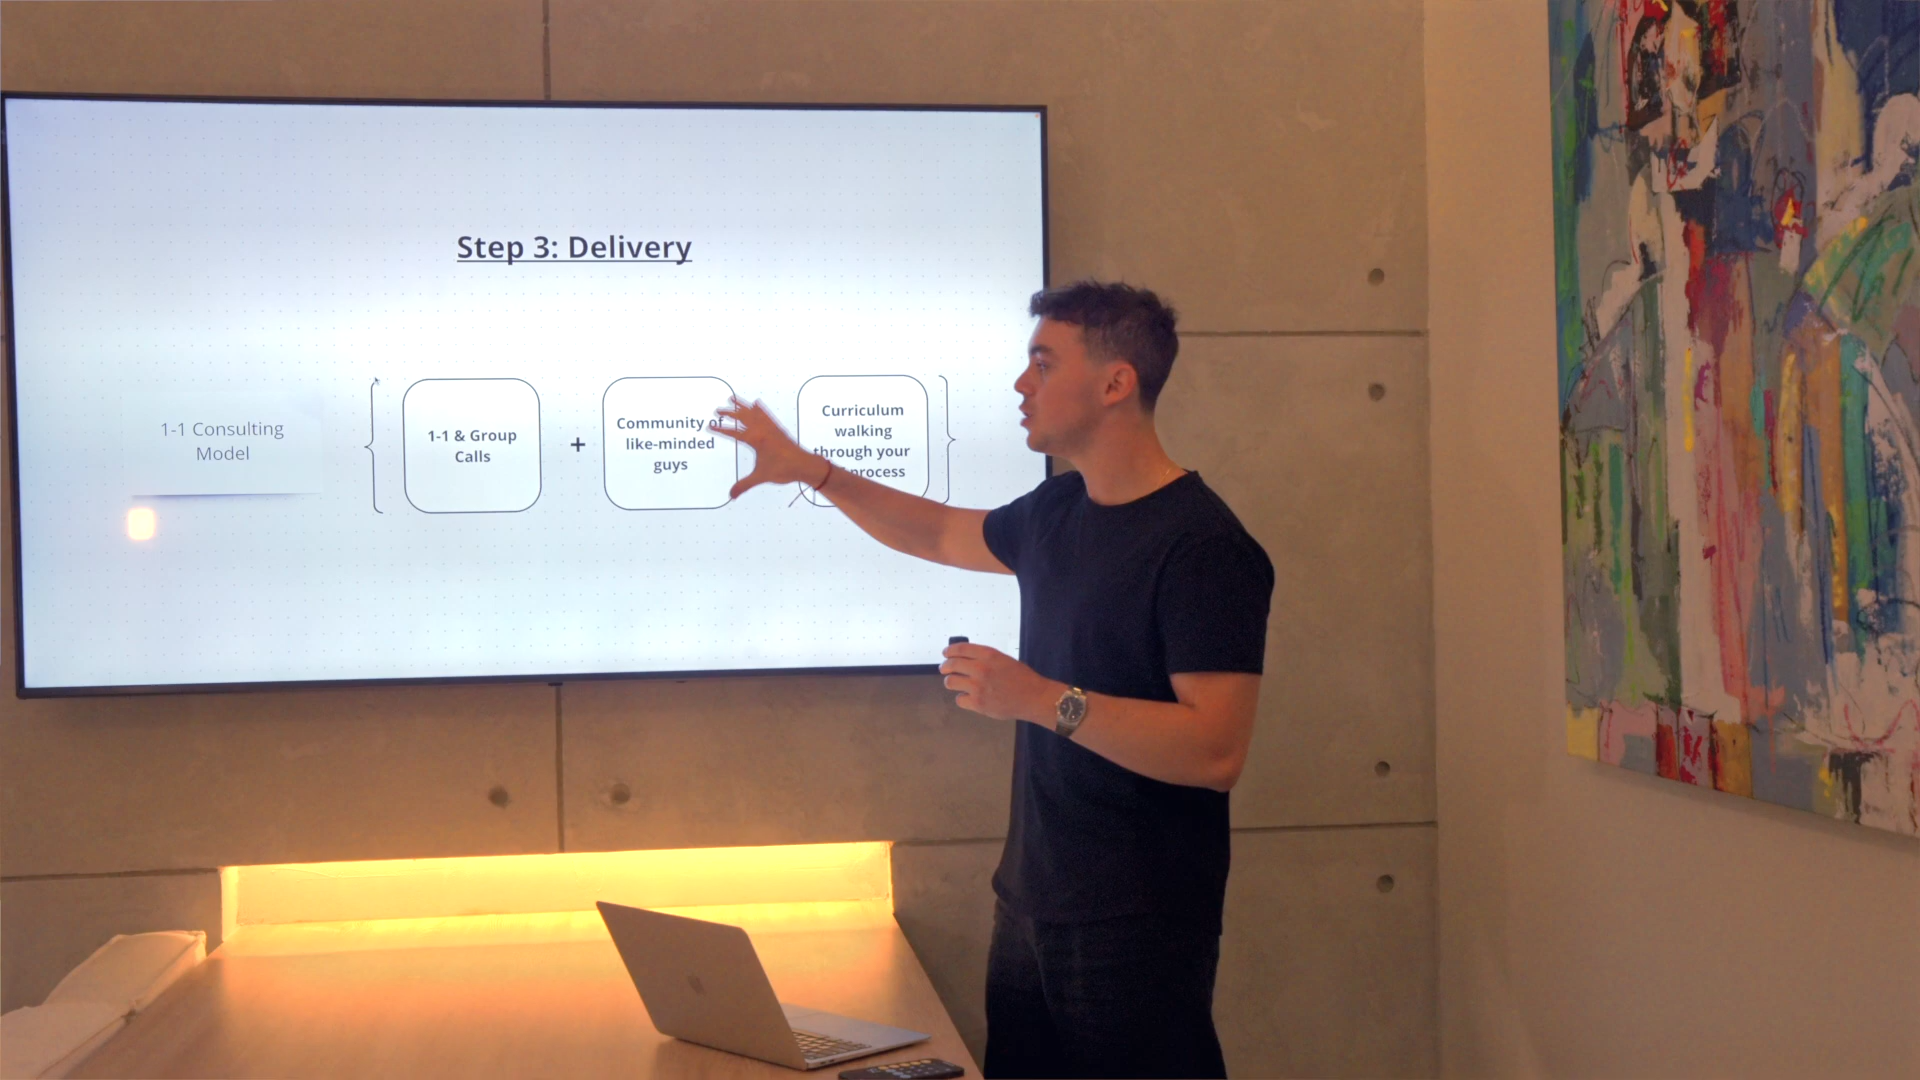 Step 3: Delivery
1-1 Consulting
Model
1-1 & Group
Calls
+
Community of
like-minded
guys
Curriculum
walking
through your
process